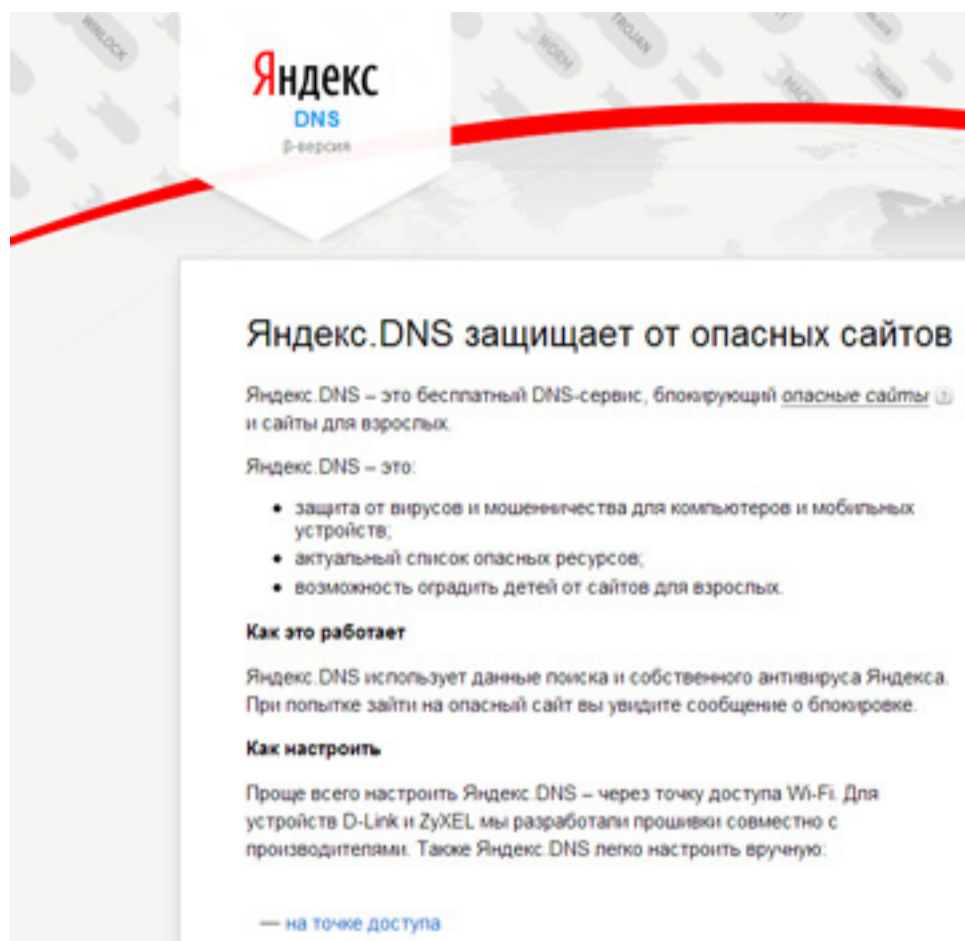 WINLOCK
WORM
TROJAN
TROJAN
Яндекс
DNS
β-версия
Яндекс.DNS защищает от опасных сайтов
Яндекс.DNS – это бесплатный DNS-сервис, блокирующий опасные сайты ?
и сайты для взрослых.
Яндекс.DNS – это:
• защита от вирусов и мошенничества для компьютеров и мобильных
устройств;
• актуальный список опасных ресурсов;
• возможность оградить детей от сайтов для взрослых.
Как это работает
Яндекс.DNS использует данные поиска и собственного антивируса Яндекса.
При попытке зайти на опасный сайт вы увидите сообщение о блокировке.
Как настроить
Проще всего настроить Яндекс.DNS – через точку доступа Wi-Fi. Для
устройств D-Link и ZyXEL мы разработали прошивки совместно с
производителями. Также Яндекс.DNS легко настроить вручную:
— на точке доступа